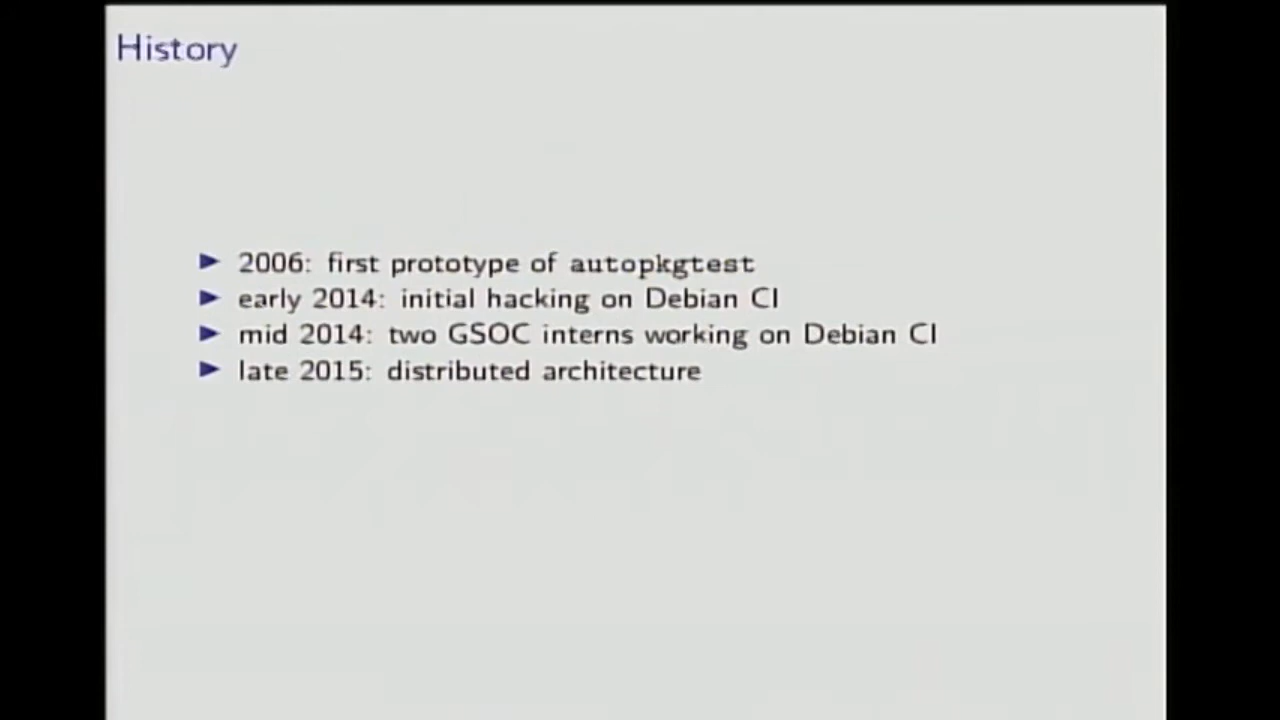 History
▶ 2006: first prototype of autopkgtest
▶ early 2014: initial hacking on Debian CI
▶ mid 2014: two GSOC interns working on Debian CI
▶ late 2015: distributed architecture